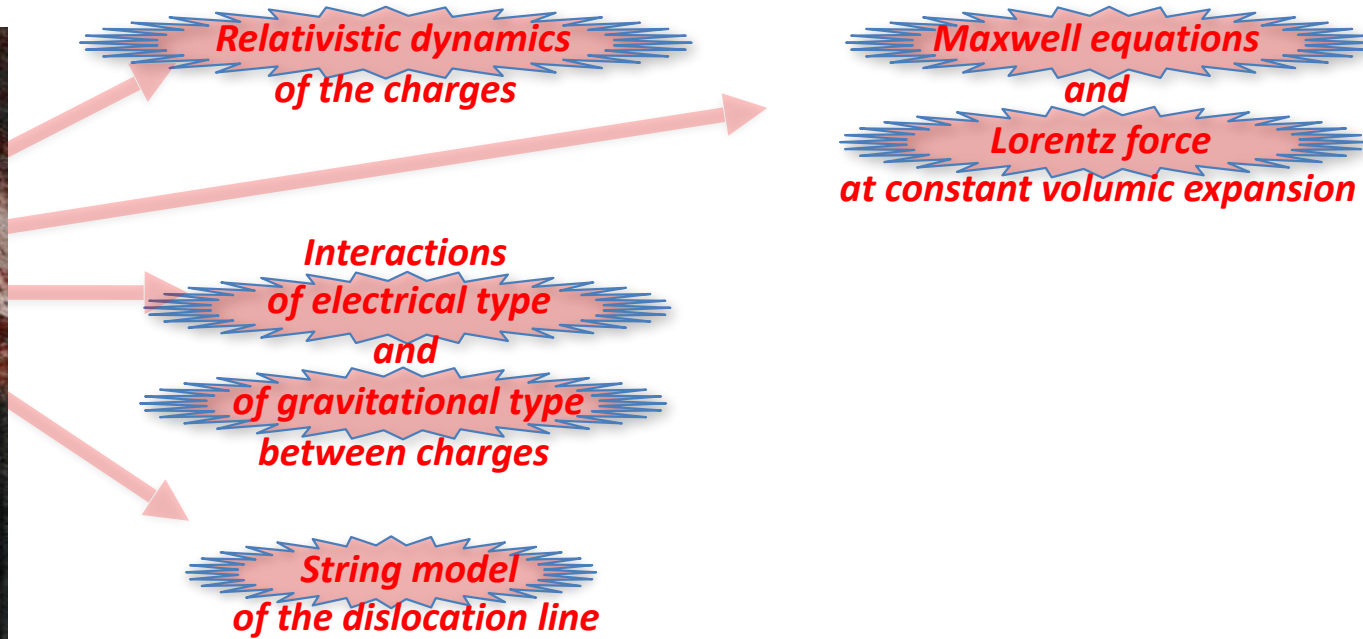 Relativistic dynamics
of the charges
Maxwell equations
and
Lorentz force
at constant volumic expansion
Interactions
of electrical type
and
of gravitational type
between charges
String model
of the dislocation line